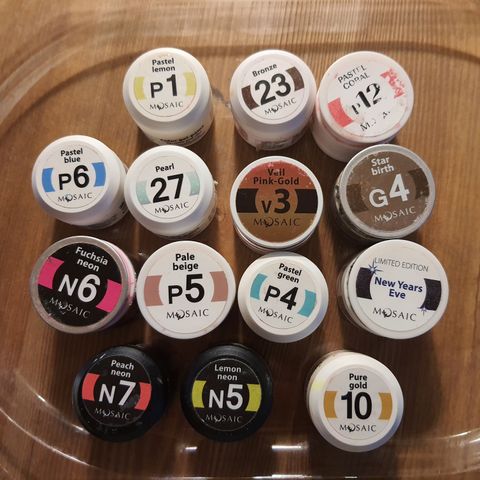 Pastel
lemon
P1
MOSAIC
Bronze
23
MOSAIC
PASTEL
CORAL
P12
Pastel
blue
P6
MOSAIC
Pearl
27
MOSAIC
Veil
Pink-Gold
V3
MOSAIC
Star
birth
G4
MOSAIC
Fuchsia
neon
N6
MOSAIC
Pale
beige
P5
MOSAIC
Pastel
green
P4
MOSAIC
LIMITED EDITION
New Years
Eve
MOSAIC
Peach
neon
N7
MOSAIC
Lemon
neon
N5
MOSAIC
Pure
gold
10
MOSAIC